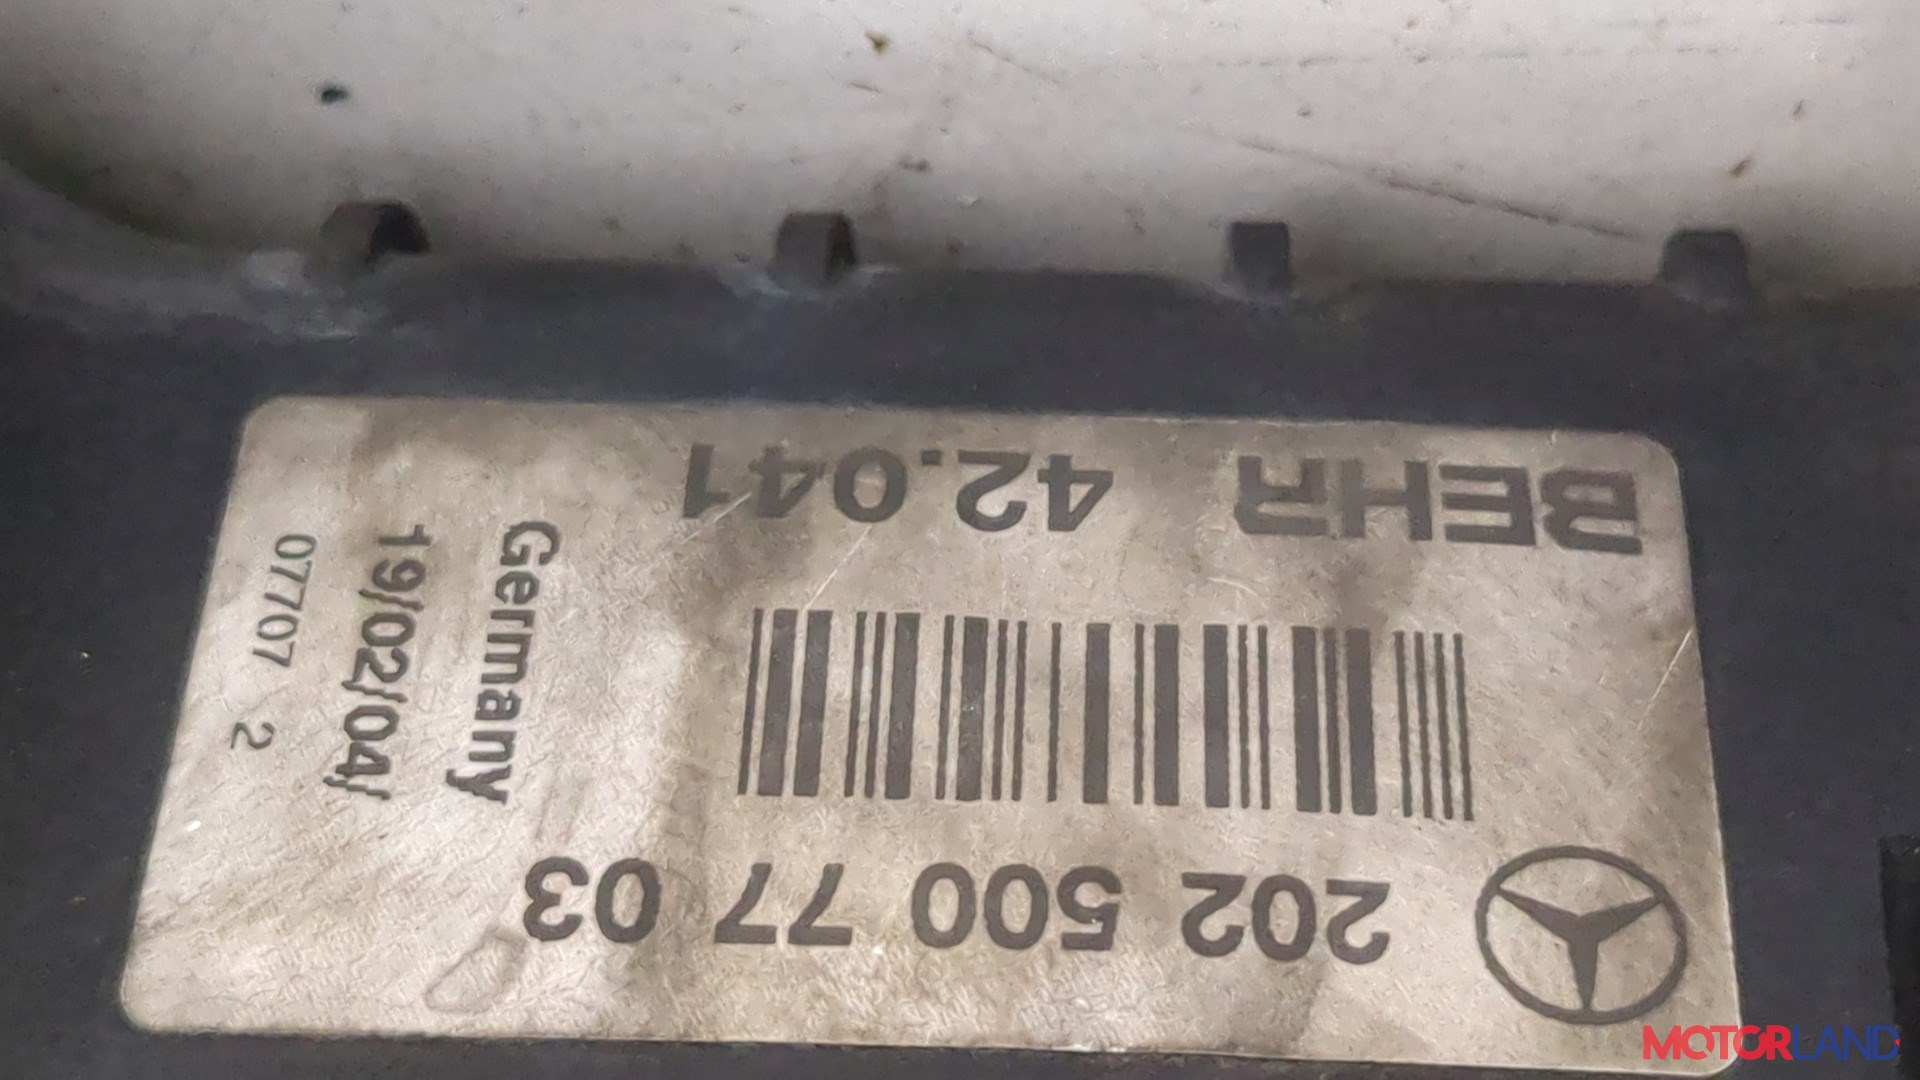 202 500 77 03
BEHR 42.041
Germany
19/02/04/
07707 2
MOTORLAND